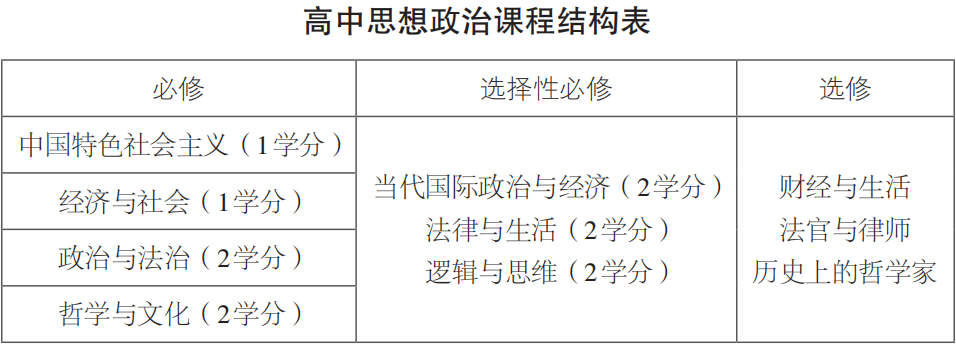 高中思想政治课程结构表
必修
选择性必修
选修
中国特色社会主义（1学分）
经济与社会（1学分）
政治与法治（2学分）
哲学与文化（2学分）
当代国际政治与经济（2学分）
法律与生活（2学分）
逻辑与思维（2学分）
财经与生活
法官与律师
历史上的哲学家